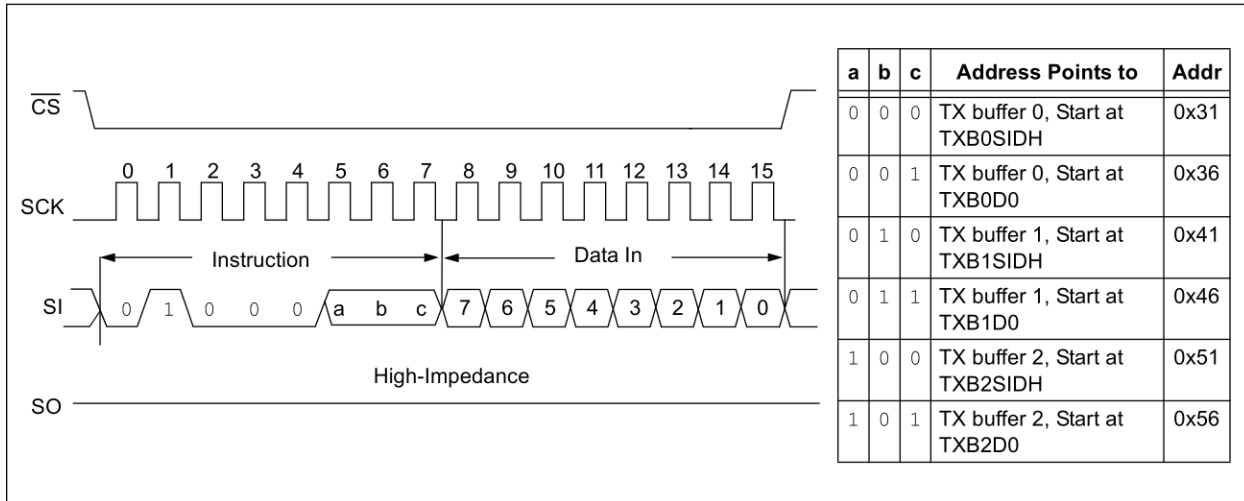 CS
0 1 2 3 4 5 6 7 8 9 10 11 12 13 14 15
SCK
Instruction Data In
SI 0 1 0 0 0 a b c 7 6 5 4 3 2 1 0
High-Impedance
SO
a b c Address Points to Addr
0 0 0 TX buffer 0, Start at 0x31
TXB0SIDH
0 0 1 TX buffer 0, Start at 0x36
TXB0D0
0 1 0 TX buffer 1, Start at 0x41
TXB1SIDH
0 1 1 TX buffer 1, Start at 0x46
TXB1D0
1 0 0 TX buffer 2, Start at 0x51
TXB2SIDH
1 0 1 TX buffer 2, Start at 0x56
TXB2D0